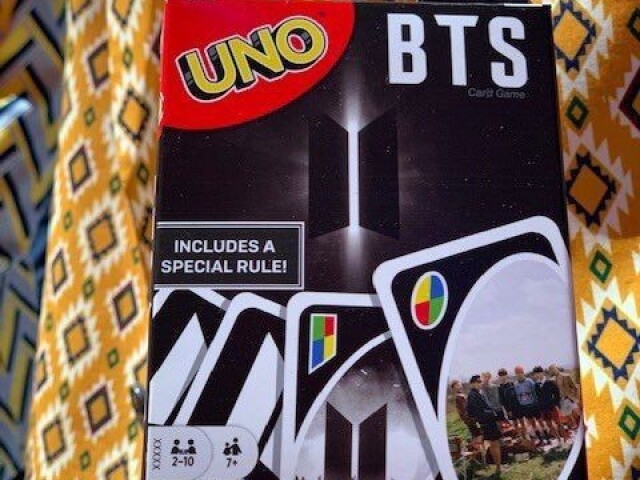 UNO
BTS
Card Game
INCLUDES A
SPECIAL RULE!
2-10
7+